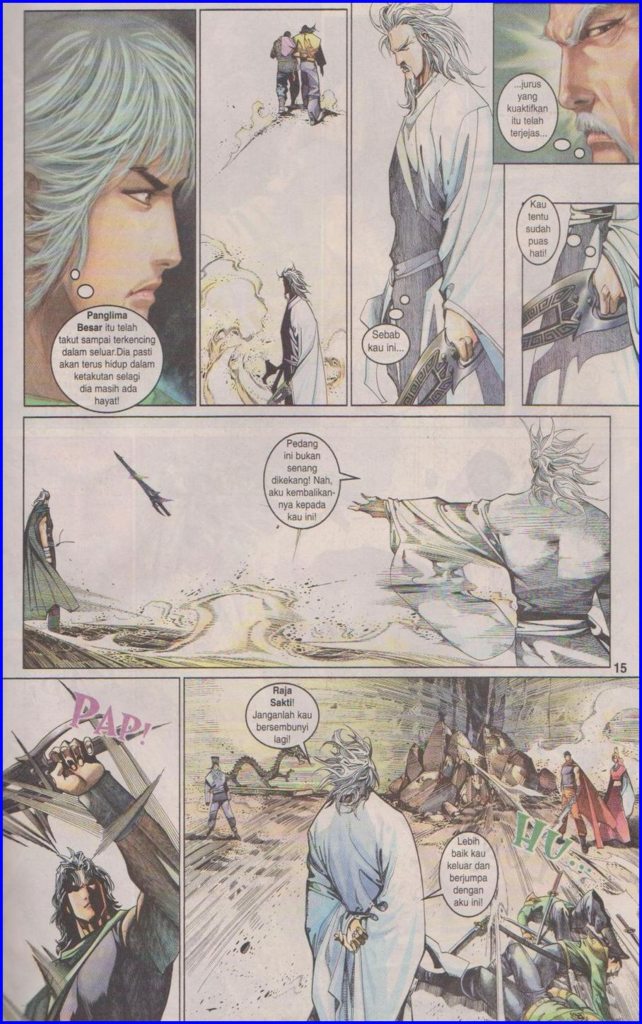 Panglima
Besar itu telah
takut sampai terkencing
dalam seluar.Dia pasti
akan terus hidup dalam
ketakutan selagi
dia masih ada
hayat!
Sebab
kau ini...
...jurus
yang
kuaktifkan
itu telah
terjejas...
Kau
tentu
sudah
puas
hati!
Pedang
ini bukan
senang
dikekang! Nah,
aku kembalikan-
nya kepada
kau ini!
15
PAP!
Raja
Sakti!
Janganlah kau
bersembunyi
lagi!
Lebih
baik kau
keluar dan
berjumpa
dengan
aku ini!
HU...